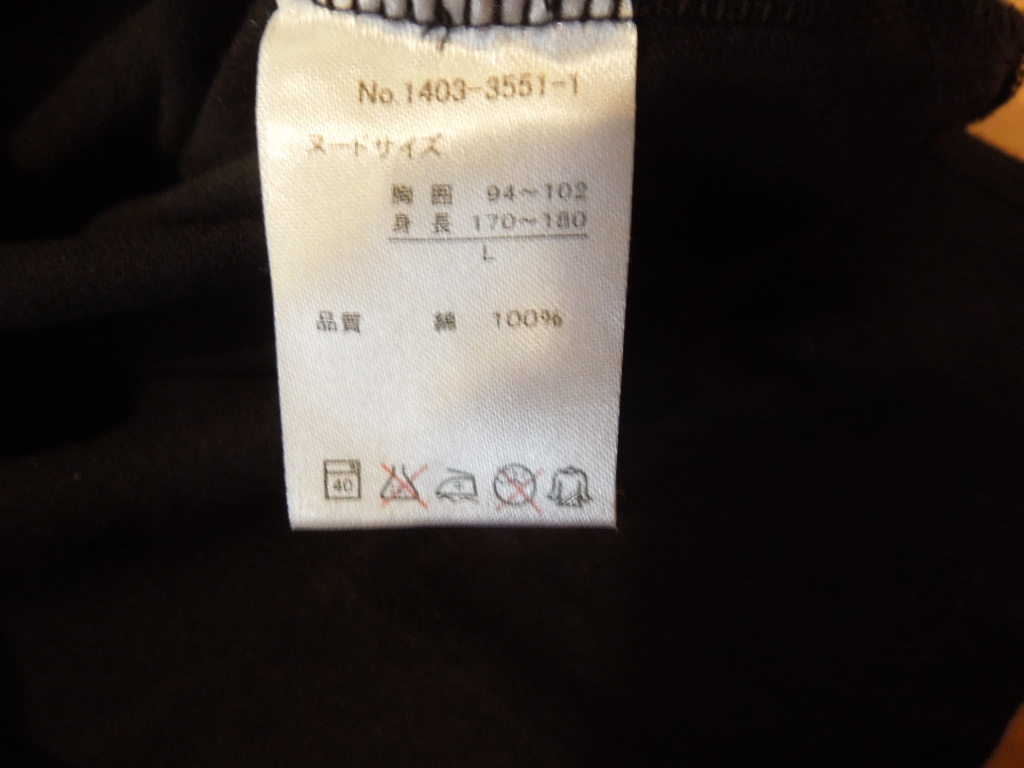 No.1403-3551-1
ヌードサイズ
胸 囲 94~102
身 長 170~180
L
品質 綿 100%
40